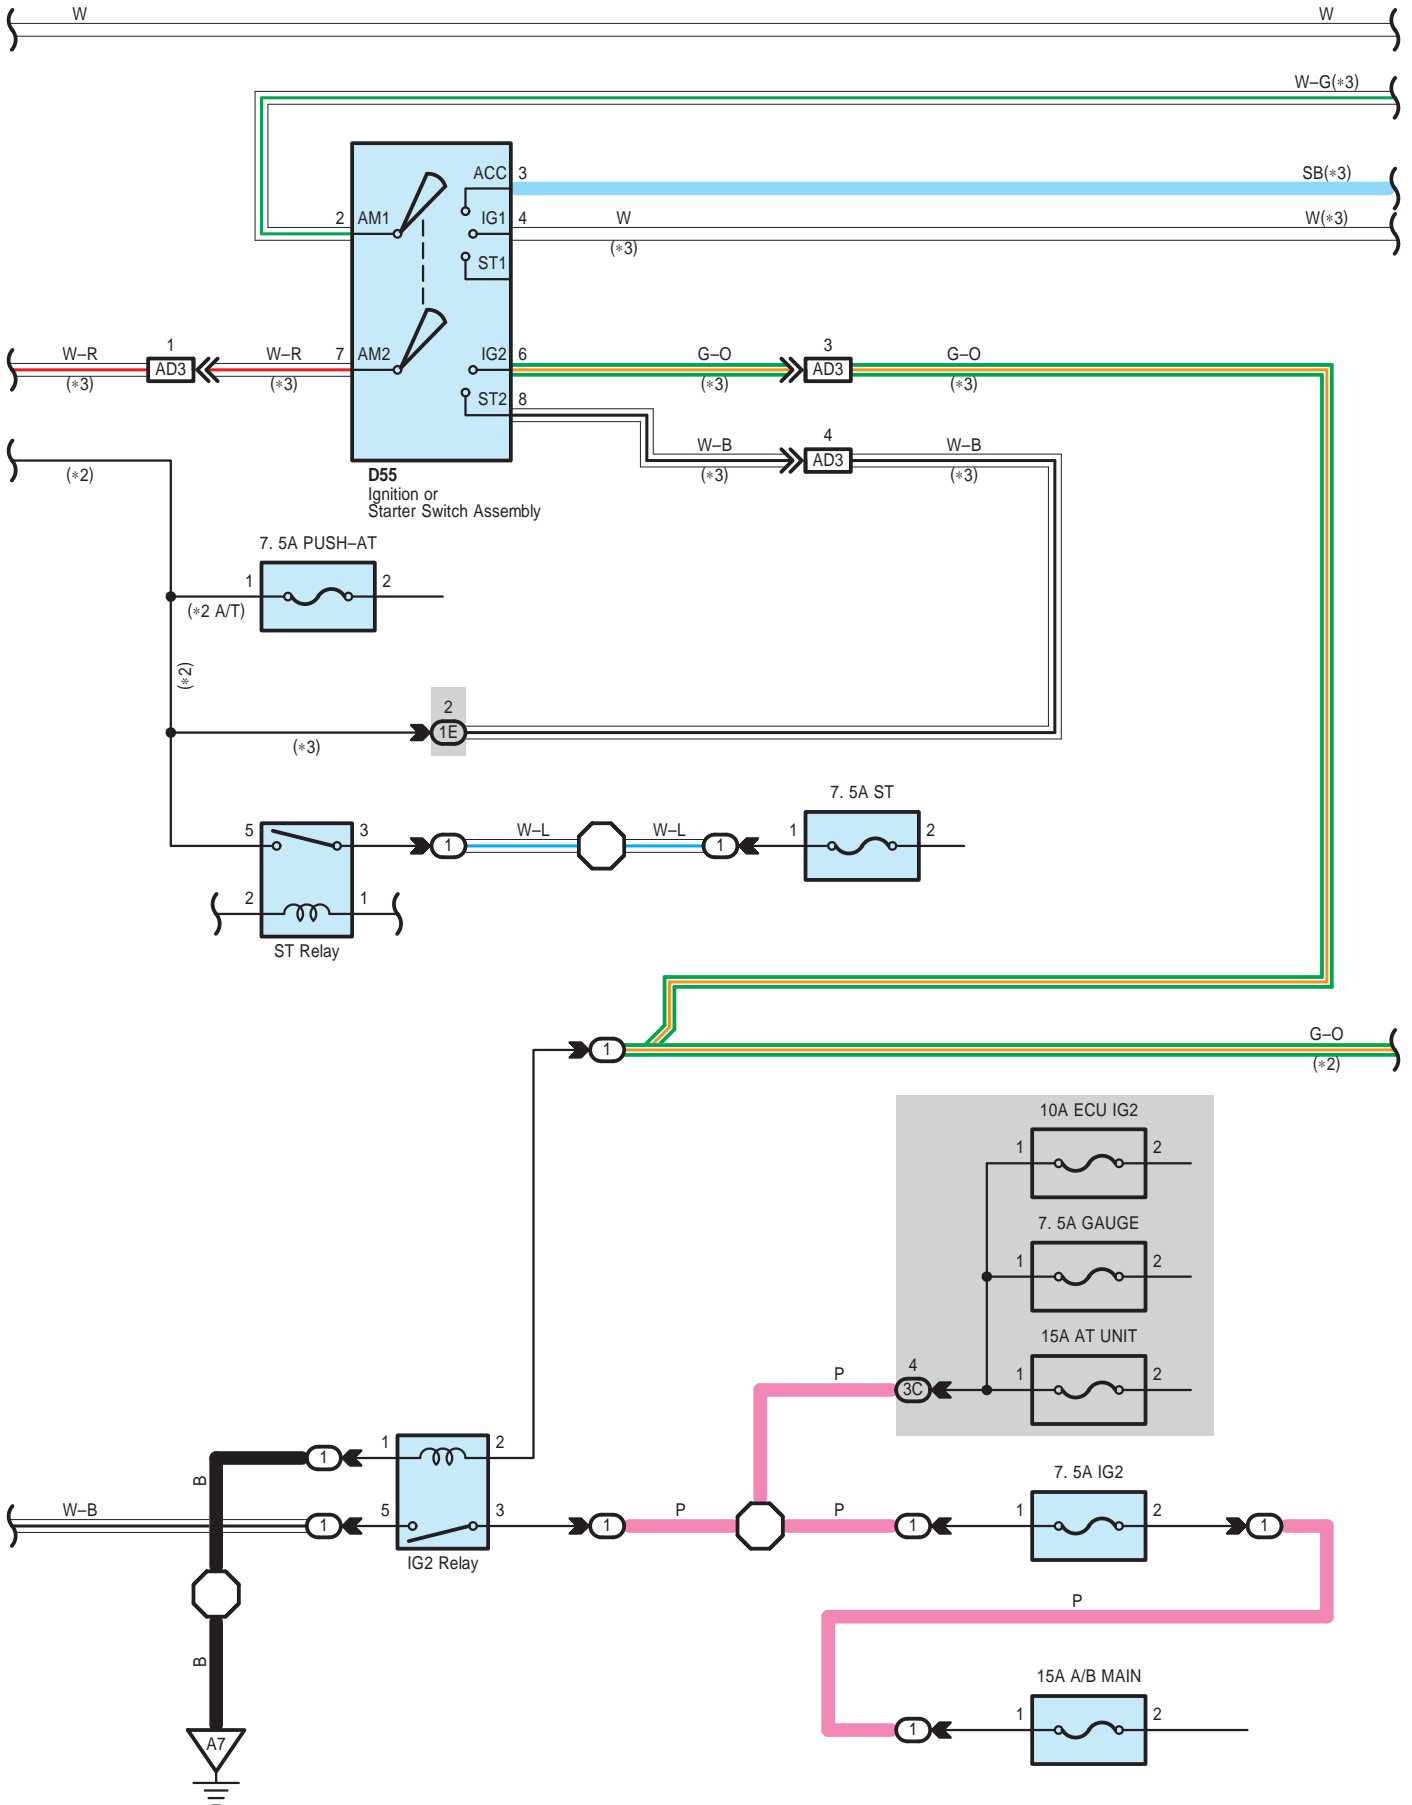 W W
W–G(*3)
ACC 3 SB(*3)
2 AM1 IG1 4 W W(*3)
(*3)
ST1
W–R 1 W–R 7 AM2 IG2 6 G–O 3 G–O
AD3 AD3
(*3) (*3) (*3) (*3)
ST2 8
W–B 4 W–B
AD3
(*2) (*3) (*3)
D55
Ignition or
Starter Switch Assembly
7. 5A PUSH–AT
1 2
(*2 A/T)
(*2)
2
1E
(*3)
7. 5A ST
5 3 1 W–L W–L 1 1 2
2 1
ST Relay
1 G–O
(*2)
10A ECU IG2
1 2
7. 5A GAUGE
1 2
15A AT UNIT
P 4 1 2
3C
1 1 2
B
7. 5A IG2
W–B 1 5 3 1 P P 1 1 2 1
IG2 Relay
P
B
15A A/B MAIN
1 1 2
A7